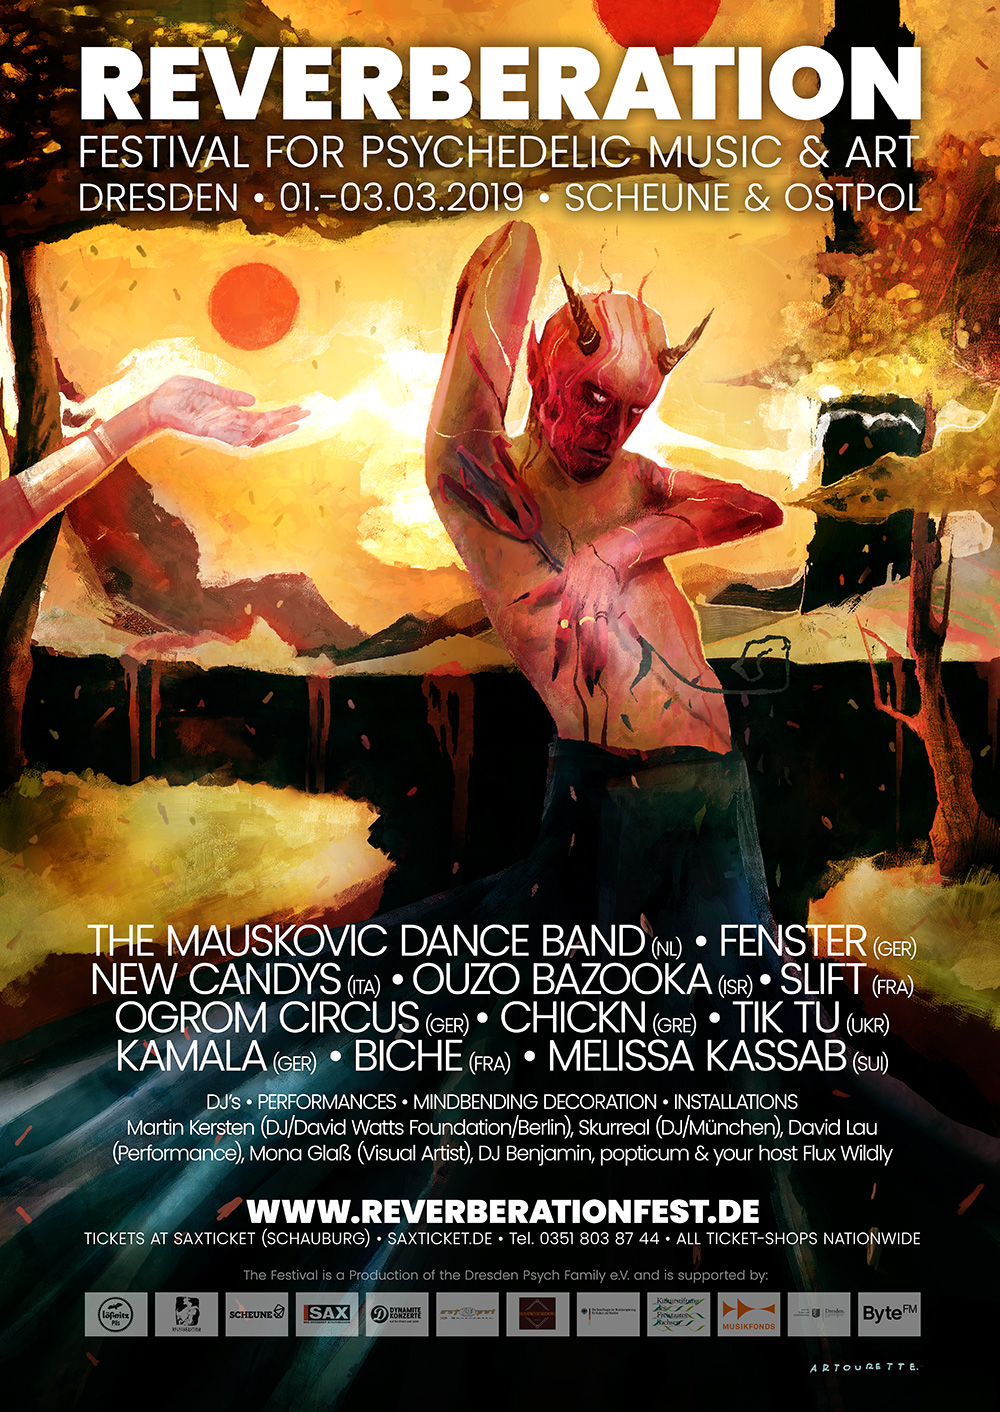 REVERBERATION
FESTIVAL FOR PSYCHEDELIC MUSIC & ART
DRESDEN • 01.–03.03.2019 • SCHEUNE & OSTPOL
THE MAUSKOVIC DANCE BAND (NL) • FENSTER (GER)
NEW CANDYS (ITA) • OUZO BAZOOKA (ISR) • SLIFT (FRA)
OGROM CIRCUS (GER) • CHICKN (GRE) • TIK TU (UKR)
KAMALA (GER) • BICHE (FRA) • MELISSA KASSAB (SUI)
DJ's • PERFORMANCES • MINDBENDING DECORATION • INSTALLATIONS
Martin Kersten (DJ/David Watts Foundation/Berlin), Skurreal (DJ/München), David Lau
(Performance), Mona Glaß (Visual Artist), DJ Benjamin, popticum & your host Flux Wildly
WWW.REVERBERATIONFEST.DE
TICKETS AT SAXTICKET (SCHAUBURG) • SAXTICKET.DE • Tel. 0351 803 87 44 • ALL TICKET-SHOPS NATIONWIDE
The Festival is a Production of the Dresden Psych Family e.V. and is supported by:
lößnitz
Pils
SCHEUNE
SAX
DYNAMITE
KONZERTE
Kulturstiftung
Freistaates
Sachsen
MUSIKFONDS
Dresden
ByteFM
ARTOURETTE.